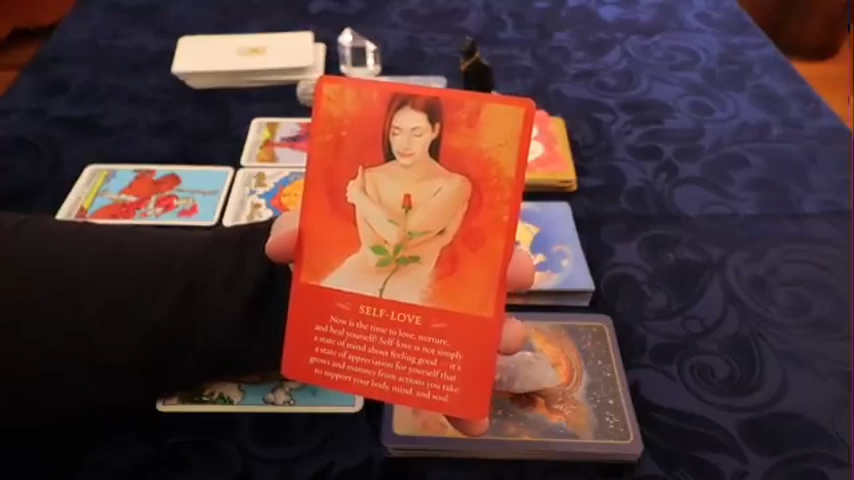 SELF-LOVE
Now is the time to love, nurture,
and heal yourself! Self-love is not simply
a state of mind about feeling good — it's
a state of appreciation for yourself that
grows and matures from actions you take
to support your body, mind, and soul.